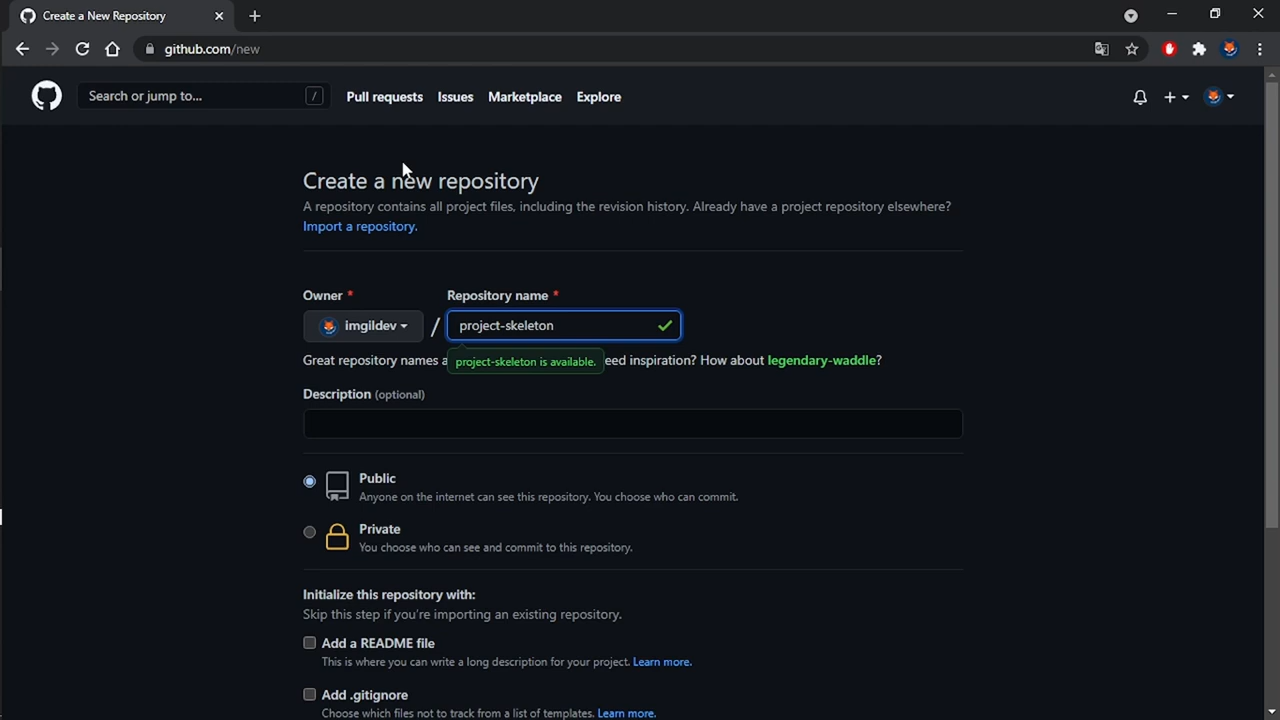 Create a New Repository
github.com/new
Search or jump to... /
Pull requests Issues Marketplace Explore
Create a new repository
A repository contains all project files, including the revision history. Already have a project repository elsewhere?
Import a repository.
Owner * Repository name *
imgildev / project-skeleton
Great repository names a project-skeleton is available. eed inspiration? How about legendary-waddle?
Description (optional)
Public
Anyone on the internet can see this repository. You choose who can commit.
Private
You choose who can see and commit to this repository.
Initialize this repository with:
Skip this step if you're importing an existing repository.
Add a README file
This is where you can write a long description for your project. Learn more.
Add .gitignore
Choose which files not to track from a list of templates. Learn more.